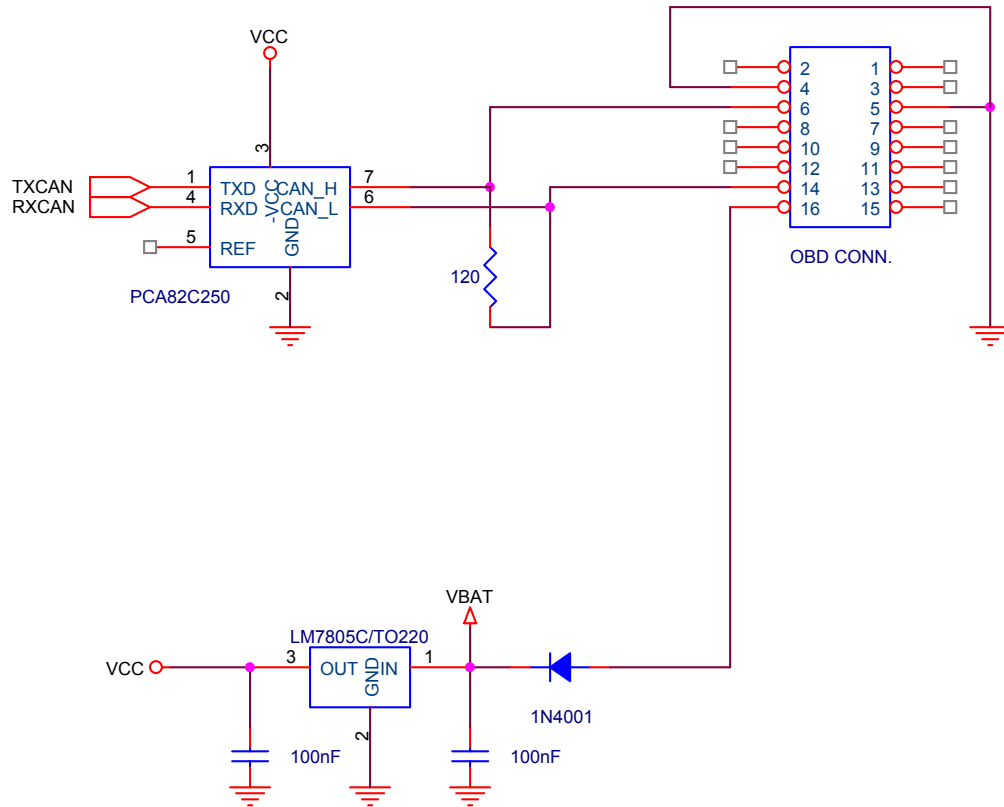 VCC
2 1
4 3
6 5
8 7
10 9
12 11
14 13
16 15
OBD CONN.
3
TXCAN 1 TXD CAN_H 7
RXCAN 4 RXD CAN_L 6
-VCC
GND
5 REF
2
PCA82C250
120
VBAT
LM7805C/TO220
VCC 3 OUT GND IN 1
2
1N4001
100nF 100nF